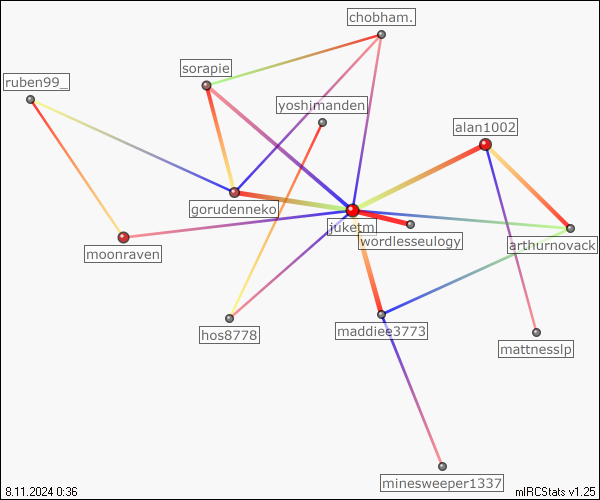 chobham.
sorapie
ruben99_
yoshimanden
alan1002
gorudenneko
juketm
wordlesseulogy
arthurnovack
moonraven
hos8778
maddiee3773
mattnesslp
minesweeper1337
8.11.2024 0:36
mIRCStats v1.25